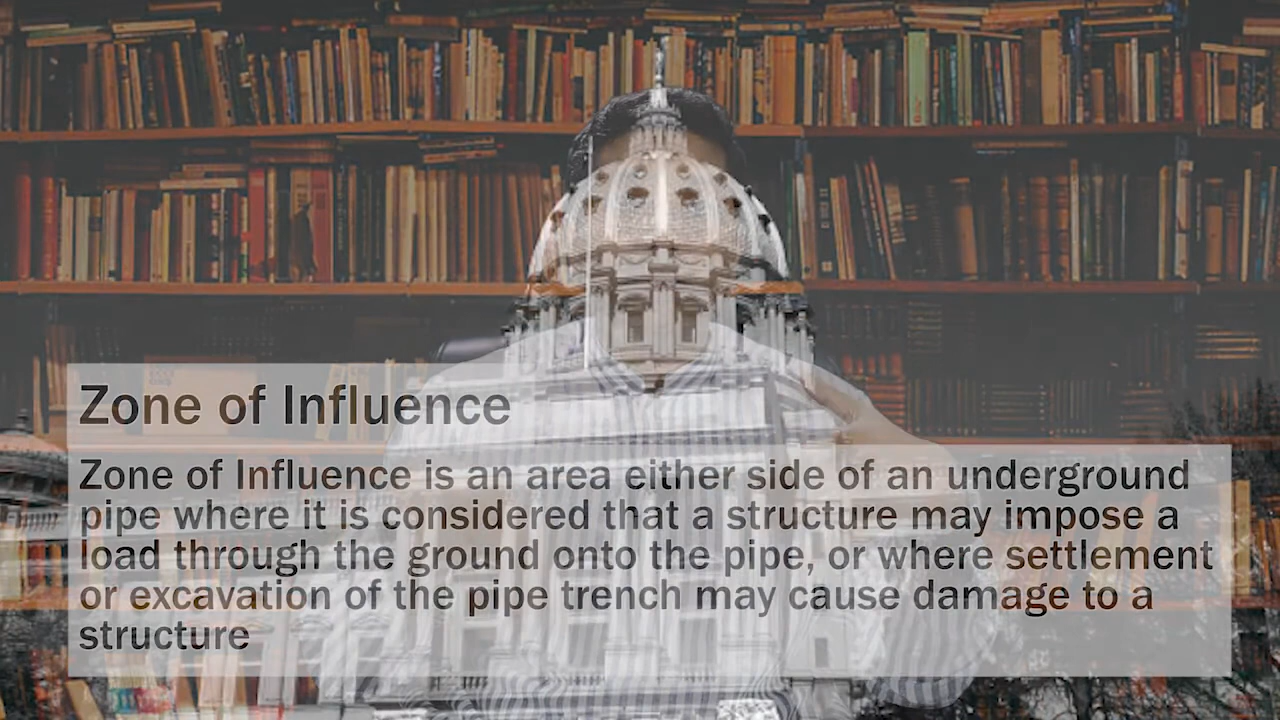 Zone of Influence
Zone of Influence is an area either side of an underground
pipe where it is considered that a structure may impose a
load through the ground onto the pipe, or where settlement
or excavation of the pipe trench may cause damage to a
structure